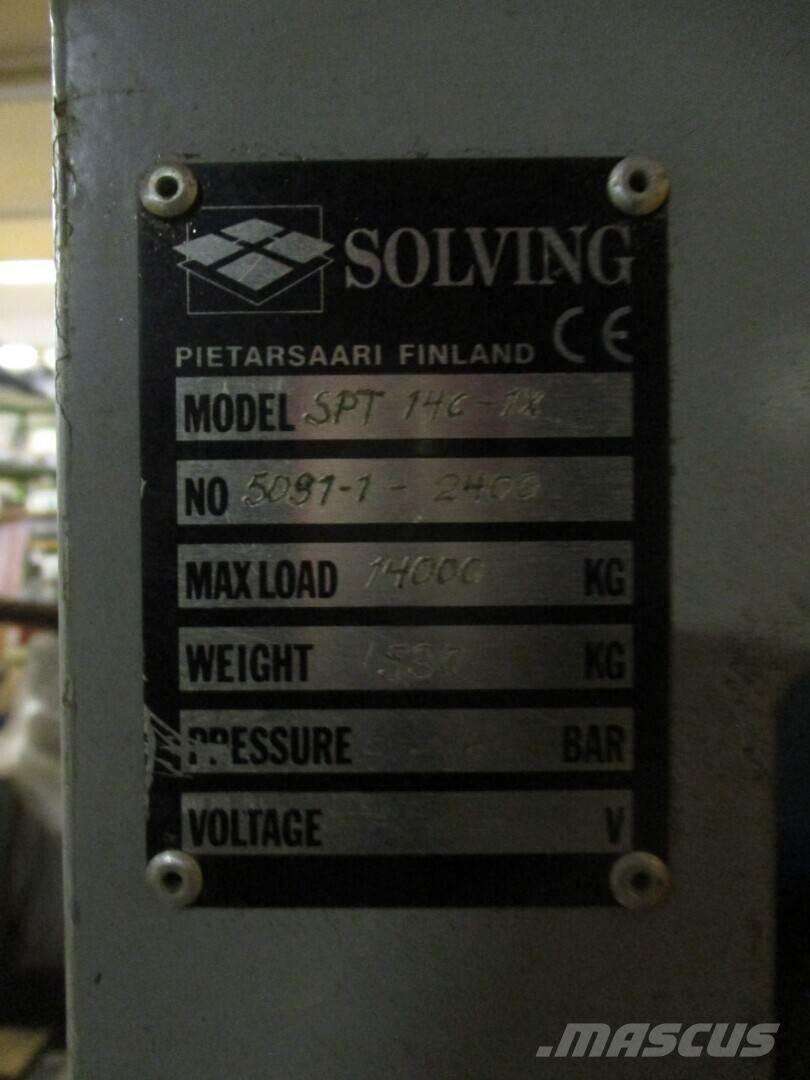 SOLVING
PIETARSAARI FINLAND CE
MODEL SPT 140-1X
NO 5091-1 - 2400
MAX LOAD 14000 KG
WEIGHT KG
PRESSURE - - BAR
VOLTAGE V
.MASCUS